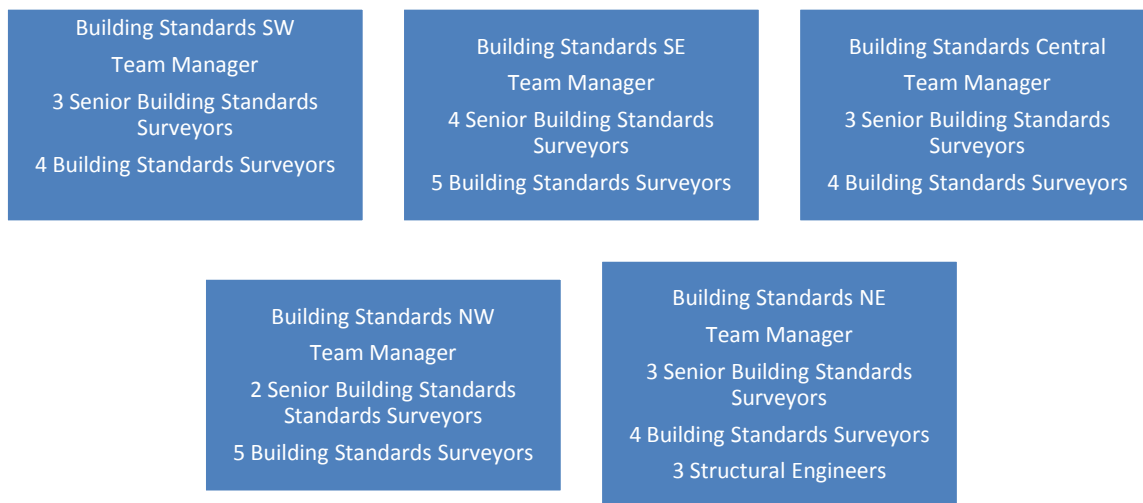 Building Standards SW
Team Manager
3 Senior Building Standards
Surveyors
4 Building Standards Surveyors
Building Standards SE
Team Manager
4 Senior Building Standards
Surveyors
5 Building Standards Surveyors
Building Standards Central
Team Manager
3 Senior Building Standards
Surveyors
4 Building Standards Surveyors
Building Standards NW
Team Manager
2 Senior Building Standards
Standards Surveyors
5 Building Standards Surveyors
Building Standards NE
Team Manager
3 Senior Building Standards
Surveyors
4 Building Standards Surveyors
3 Structural Engineers